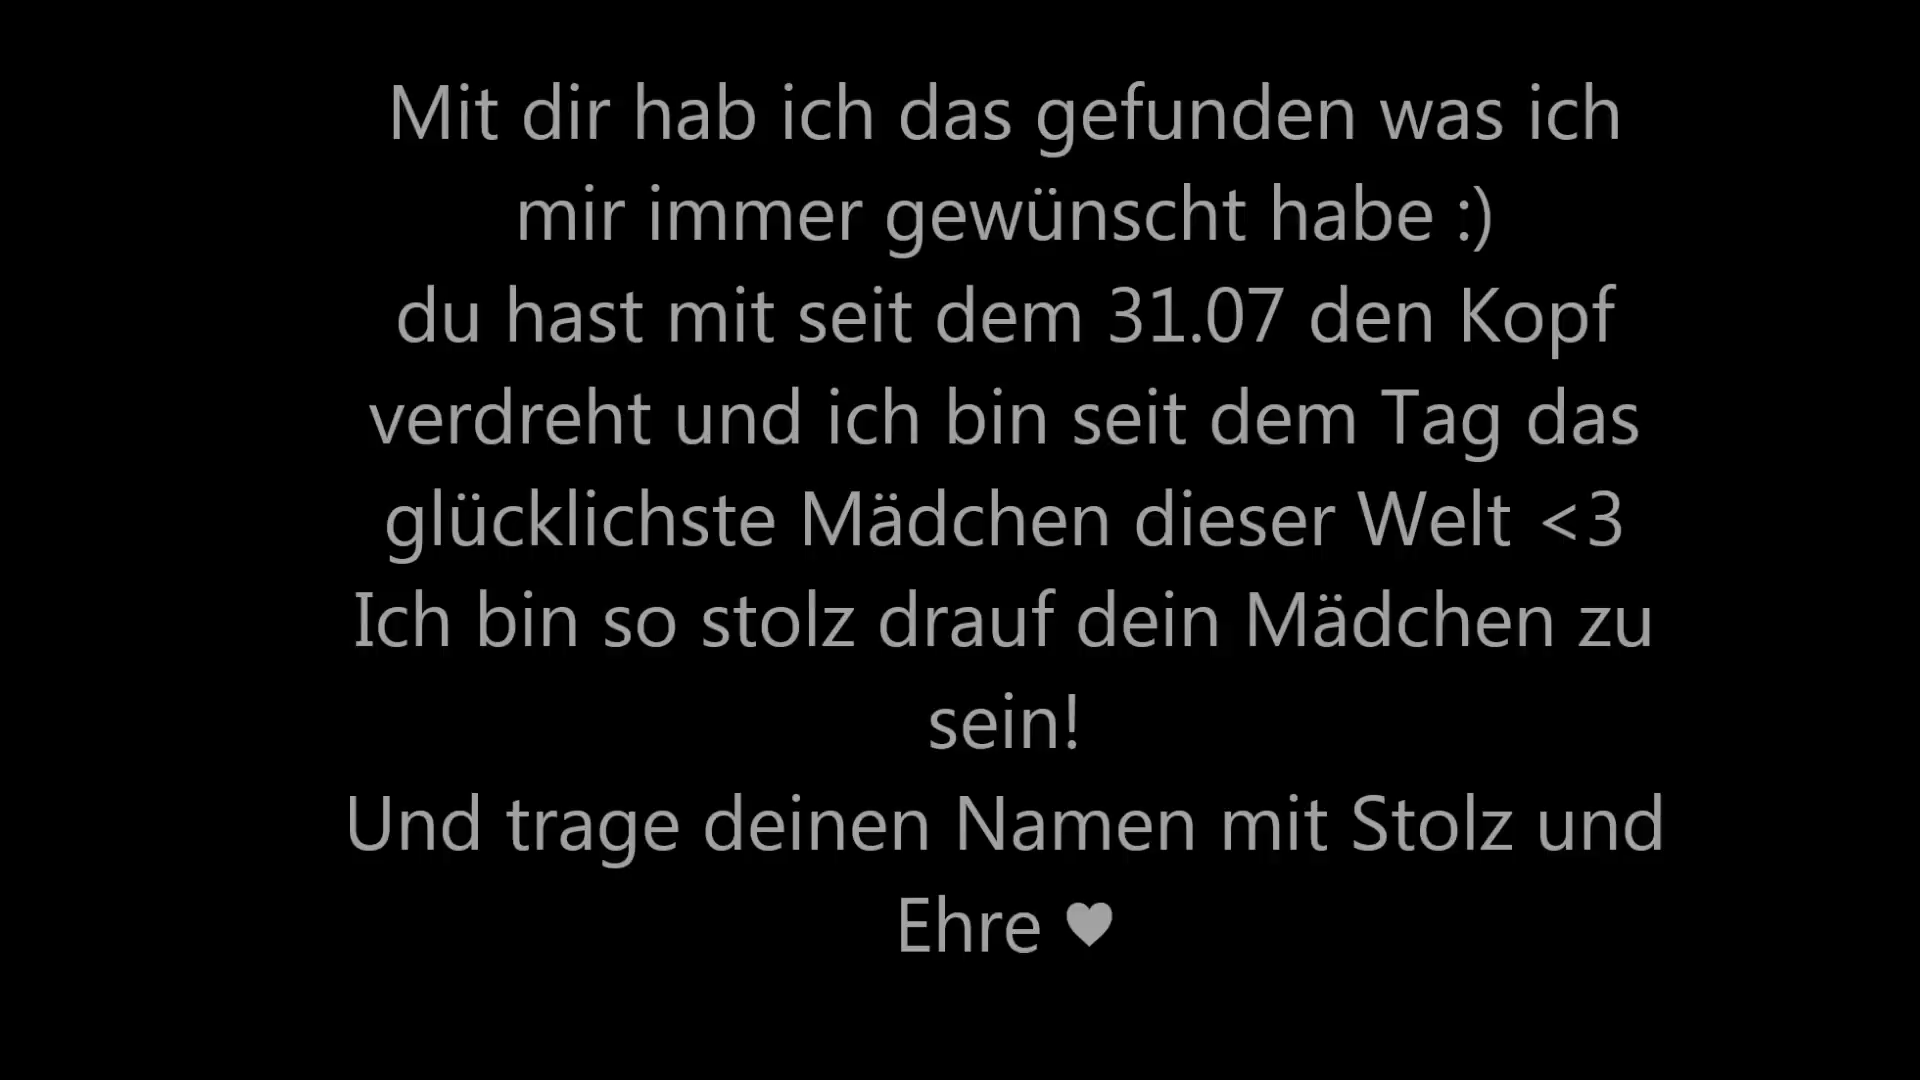 Mit dir hab ich das gefunden was ich
mir immer gewünscht habe :)
du hast mit seit dem 31.07 den Kopf
verdreht und ich bin seit dem Tag das
glücklichste Mädchen dieser Welt <3
Ich bin so stolz drauf dein Mädchen zu
sein!
Und trage deinen Namen mit Stolz und
Ehre ♥